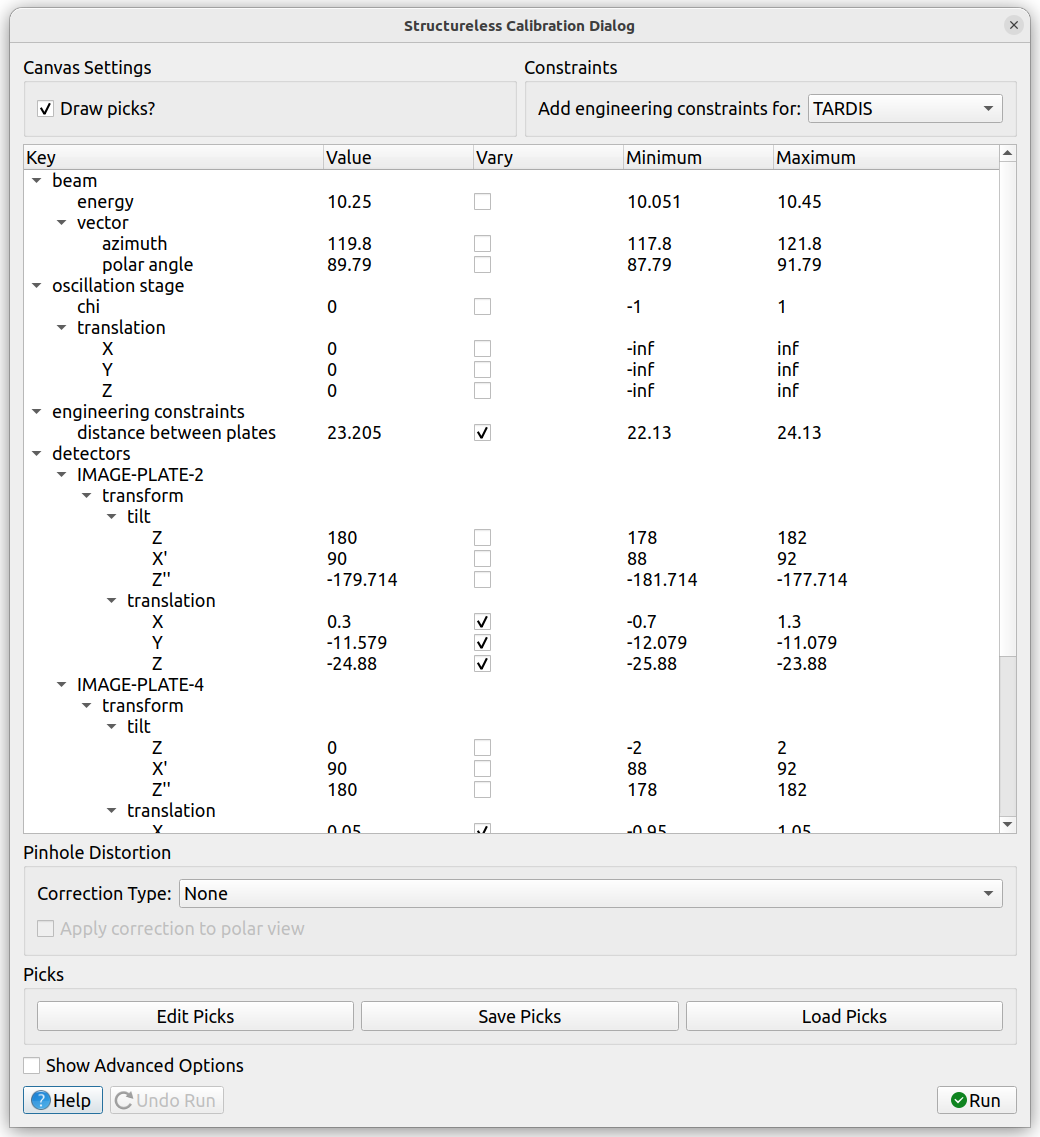 Structureless Calibration Dialog
Canvas Settings
Constraints
Draw picks?
Add engineering constraints for: TARDIS
Key Value Vary Minimum Maximum
beam
energy 10.25 10.051 10.45
vector
azimuth 119.8 117.8 121.8
polar angle 89.79 87.79 91.79
oscillation stage
chi 0 -1 1
translation
X 0 -inf inf
Y 0 -inf inf
Z 0 -inf inf
engineering constraints
distance between plates 23.205 22.13 24.13
detectors
IMAGE-PLATE-2
transform
tilt
Z 180 178 182
X' 90 88 92
Z'' -179.714 -181.714 -177.714
translation
X 0.3 -0.7 1.3
Y -11.579 -12.079 -11.079
Z -24.88 -25.88 -23.88
IMAGE-PLATE-4
transform
tilt
Z 0 -2 2
X' 90 88 92
Z'' 180 178 182
translation
X 0.05 -0.95 1.05
Pinhole Distortion
Correction Type: None
Apply correction to polar view
Picks
Edit Picks Save Picks Load Picks
Show Advanced Options
Help Undo Run Run